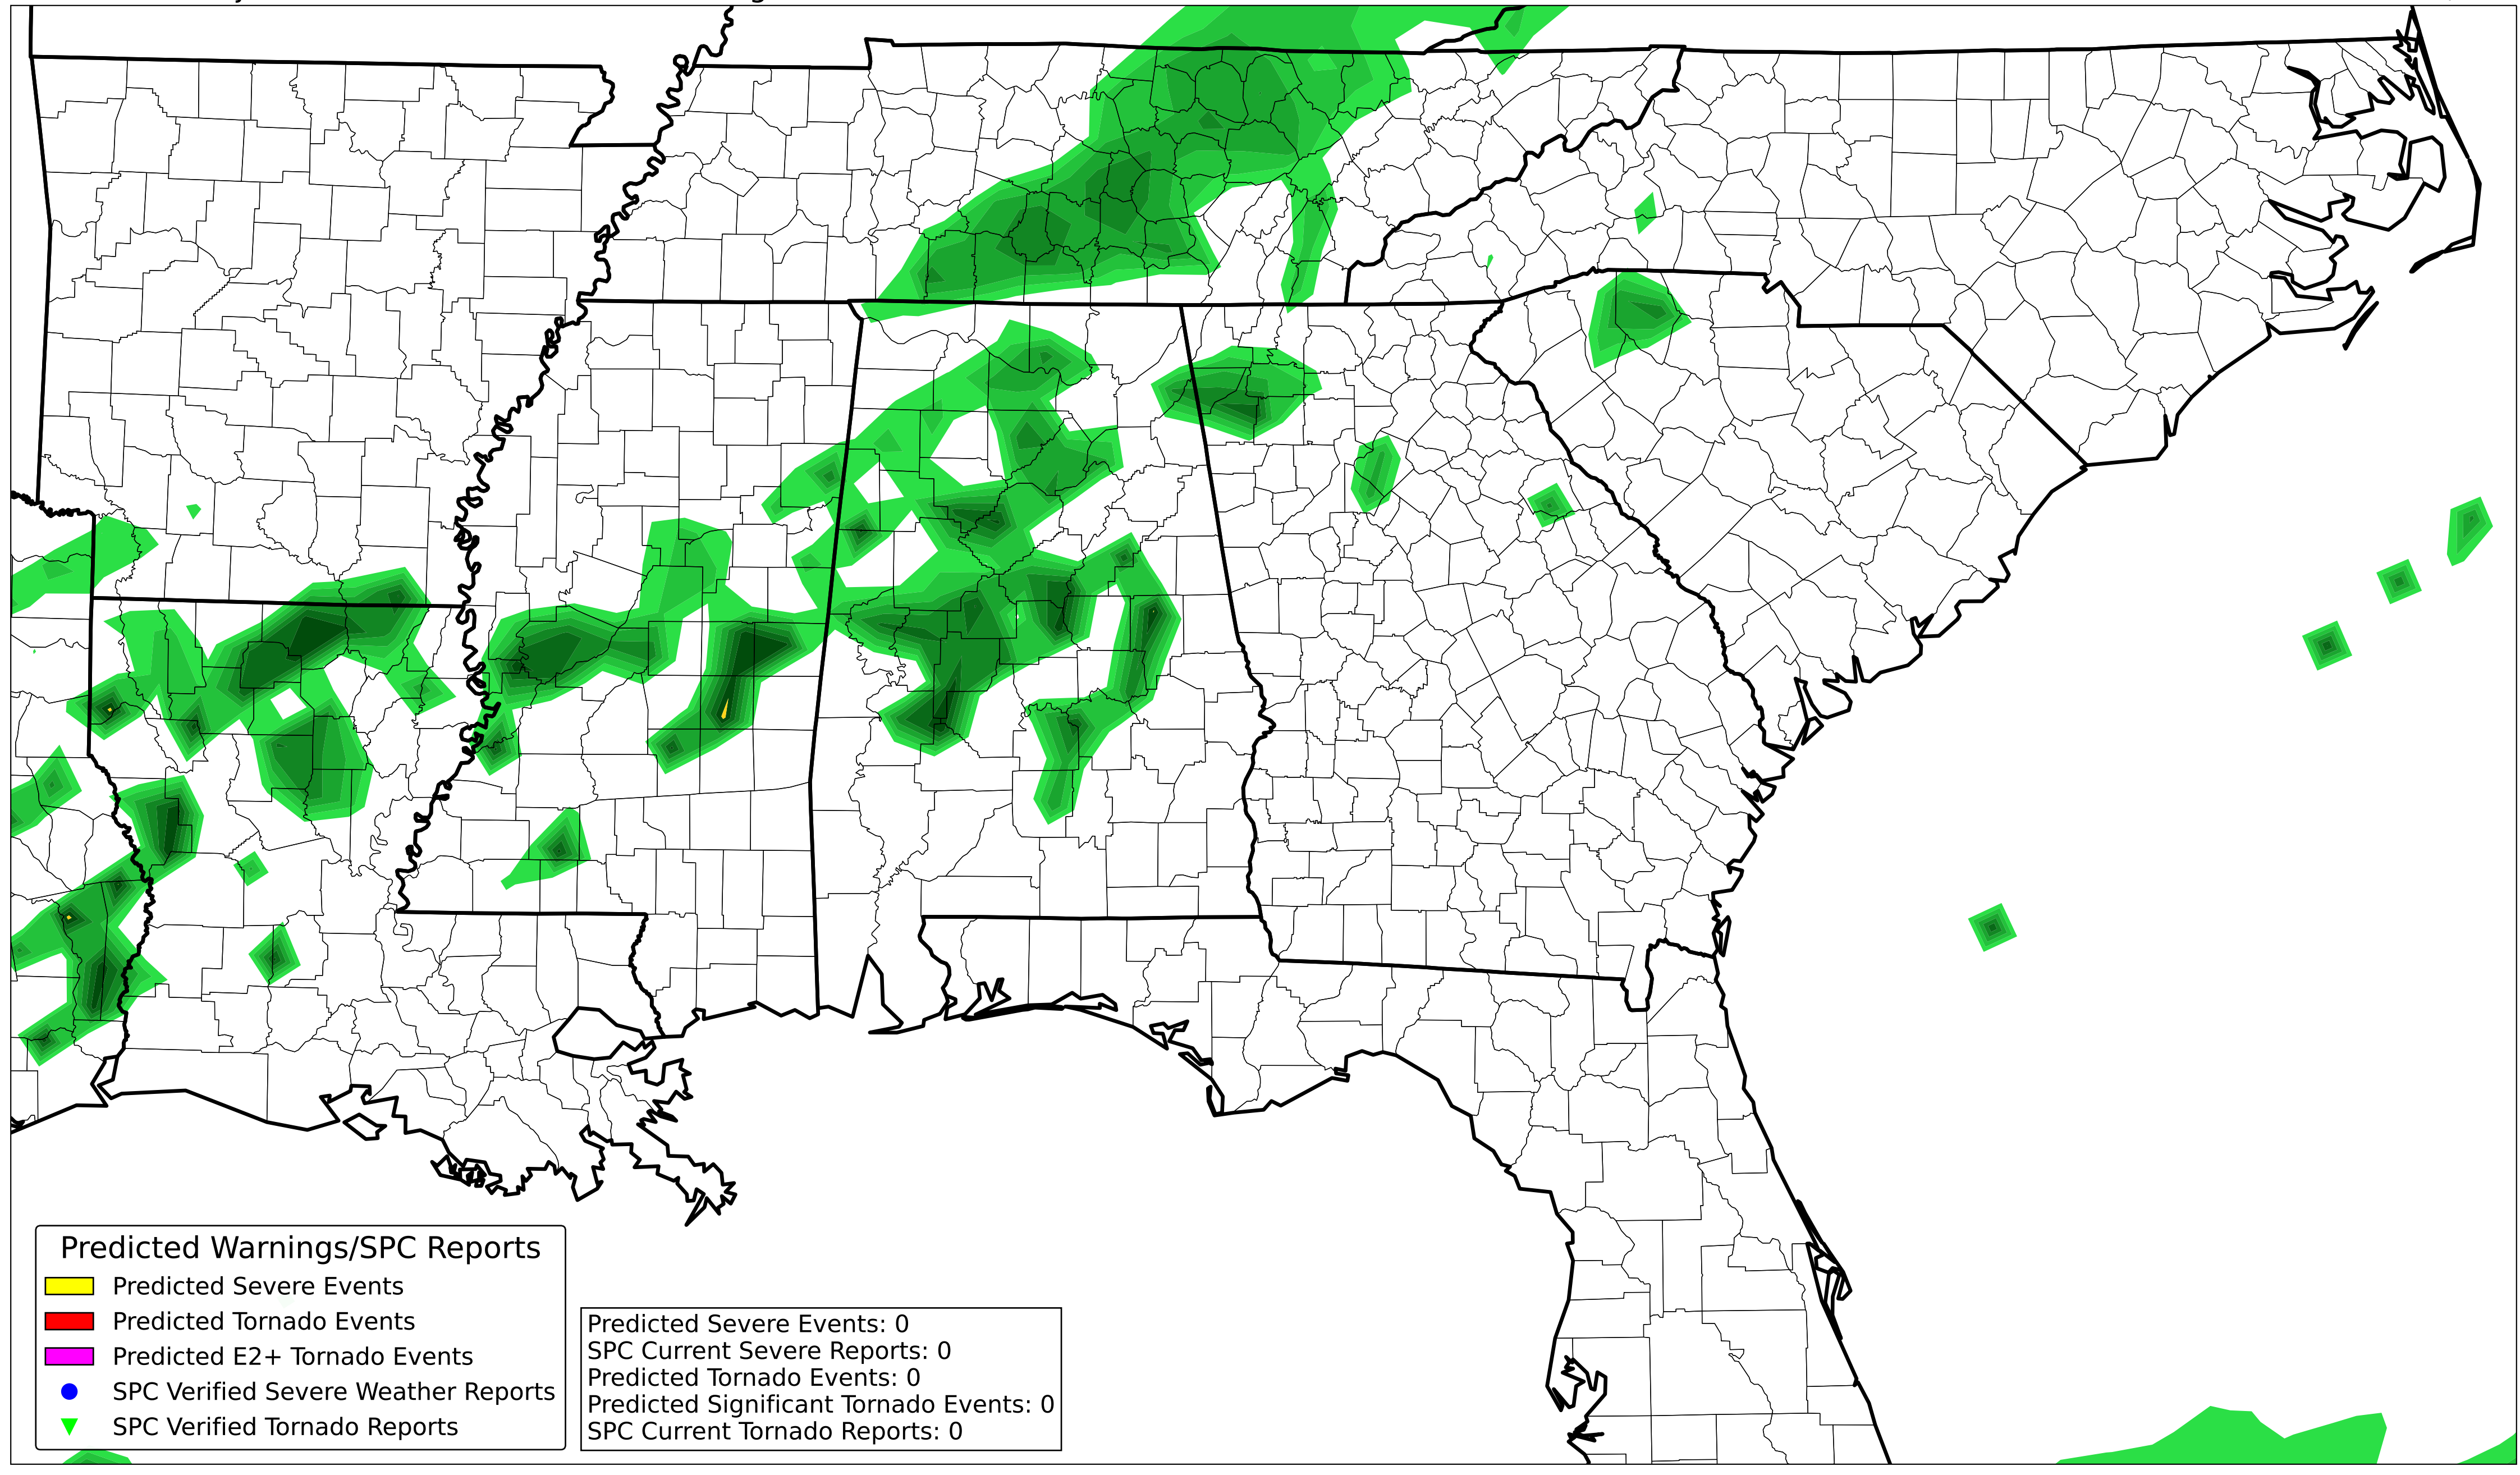 Predicted Warnings/SPC Reports
Predicted Severe Events
Predicted Tornado Events
Predicted E2+ Tornado Events
SPC Verified Severe Weather Reports
SPC Verified Tornado Reports
Predicted Severe Events: 0
SPC Current Severe Reports: 0
Predicted Tornado Events: 0
Predicted Significant Tornado Events: 0
SPC Current Tornado Reports: 0